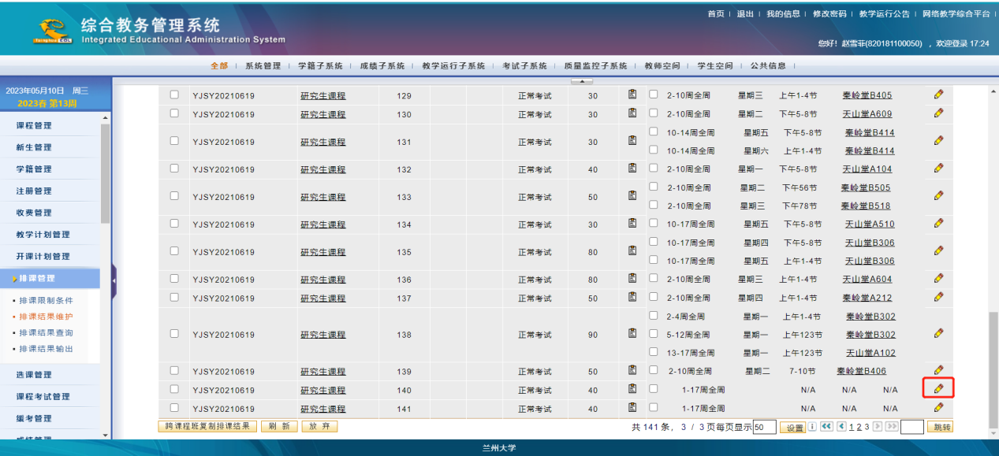 首页 | 退出 | 我的信息 | 修改密码 | 教学运行公告 | 网络教学综合平台 |
综合教务管理系统
Integrated Educational Administration System
您好! 赵雪菲(820181100050) ,欢迎登录 17:24
全部 | 系统管理 | 学籍子系统 | 成绩子系统 | 教学运行子系统 | 考试子系统 | 质量监控子系统 | 教师空间 | 学生空间 | 公共信息 |
2023年05月10日 周三
2023春 第13周
课程管理
新生管理
学籍管理
注册管理
收费管理
教学计划管理
开课计划管理
排课管理
排课限制条件
排课结果维护
排课结果查询
排课结果输出
选课管理
课程考试管理
缓考管理
YJSY20210619 研究生课程 129 正常考试 30 2-10周全周 星期三 上午1-4节 秦岭堂B405
YJSY20210619 研究生课程 130 正常考试 30 2-10周全周 星期二 下午5-8节 天山堂A609
YJSY20210619 研究生课程 131 正常考试 30 10-14周全周 星期五 下午5-8节 秦岭堂B414
10-14周全周 星期六 上午1-4节 秦岭堂B414
YJSY20210619 研究生课程 132 正常考试 40 2-10周全周 星期一 下午5-8节 天山堂A104
YJSY20210619 研究生课程 133 正常考试 50 2-10周全周 星期二 下午56节 秦岭堂B505
2-10周全周 星期三 下午78节 秦岭堂B518
YJSY20210619 研究生课程 134 正常考试 30 10-17周全周 星期五 下午5-8节 天山堂A510
YJSY20210619 研究生课程 135 正常考试 80 10-17周全周 星期四 下午5-8节 天山堂B306
10-17周全周 星期五 上午1-4节 天山堂B306
YJSY20210619 研究生课程 136 正常考试 80 2-10周全周 星期三 上午1-4节 天山堂A604
YJSY20210619 研究生课程 137 正常考试 50 2-10周全周 星期四 上午1-4节 秦岭堂A212
YJSY20210619 研究生课程 138 正常考试 90 2-4周全周 星期一 上午1-4节 秦岭堂B302
5-12周全周 星期一 上午123节 秦岭堂B302
13-17周全周 星期一 上午123节 天山堂A102
YJSY20210619 研究生课程 139 正常考试 50 2-10周全周 星期二 7-10节 秦岭堂B406
YJSY20210619 研究生课程 140 正常考试 40 1-17周全周 N/A N/A N/A
YJSY20210619 研究生课程 141 正常考试 40 1-17周全周 N/A N/A N/A
跨课程班复制排课结果 刷 新 放 弃 共 141 条, 3 / 3 页每页显示 50 设置 1 2 3 跳转
兰州大学